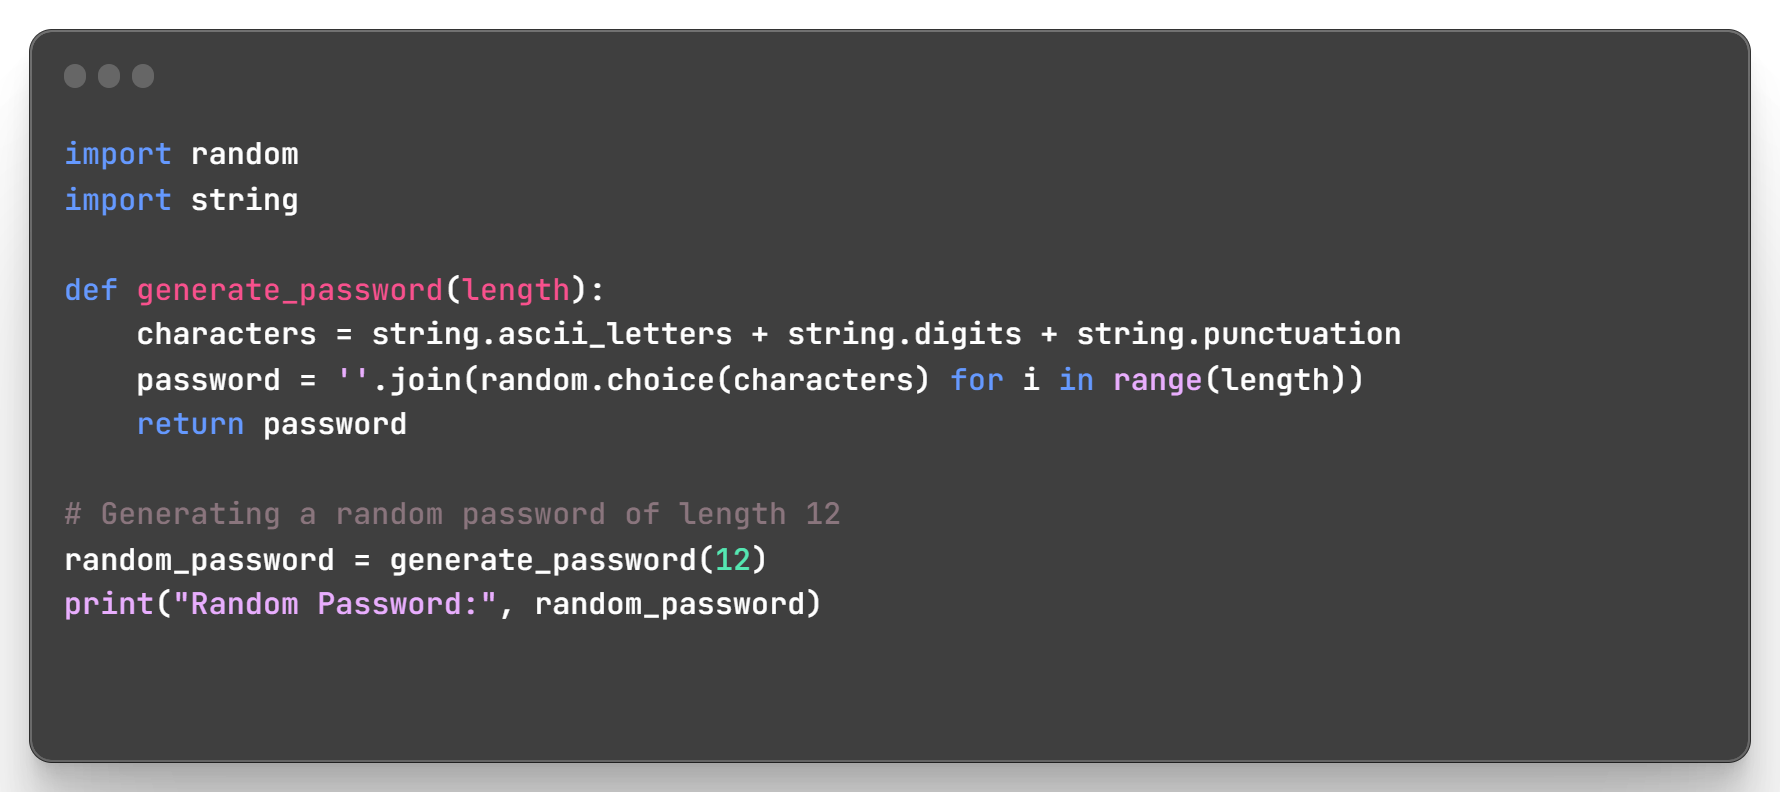 import random
import string

def generate_password(length):
    characters = string.ascii_letters + string.digits + string.punctuation
    password = ''.join(random.choice(characters) for i in range(length))
    return password

# Generating a random password of length 12
random_password = generate_password(12)
print("Random Password:", random_password)